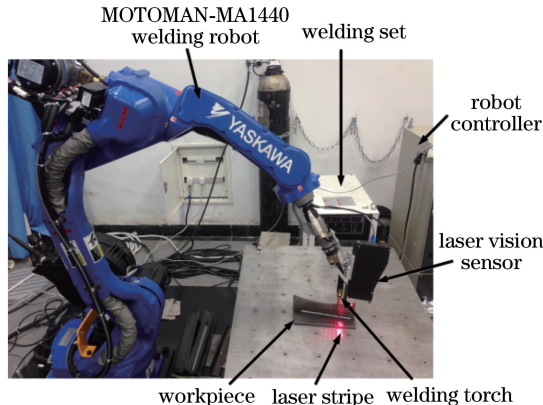 MOTOMAN-MA1440
welding robot
welding set
robot
controller
YASKAWA
laser vision
sensor
workpiece
laser stripe
welding torch